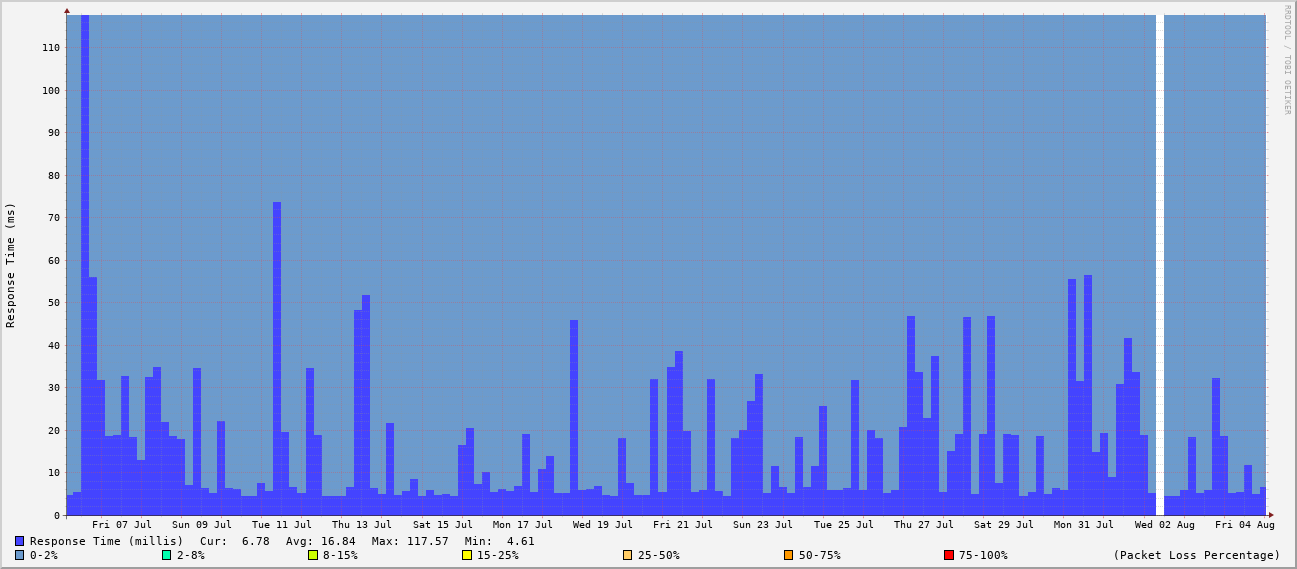 RRDTOOL / TOBI OETIKER
Response Time (ms)
110
100
90
80
70
60
50
40
30
20
10
0
Fri 07 Jul Sun 09 Jul Tue 11 Jul Thu 13 Jul Sat 15 Jul Mon 17 Jul Wed 19 Jul Fri 21 Jul Sun 23 Jul Tue 25 Jul Thu 27 Jul Sat 29 Jul Mon 31 Jul Wed 02 Aug Fri 04 Aug
Response Time (millis) Cur: 6.78 Avg: 16.84 Max: 117.57 Min: 4.61
0-2% 2-8% 8-15% 15-25% 25-50% 50-75% 75-100% (Packet Loss Percentage)